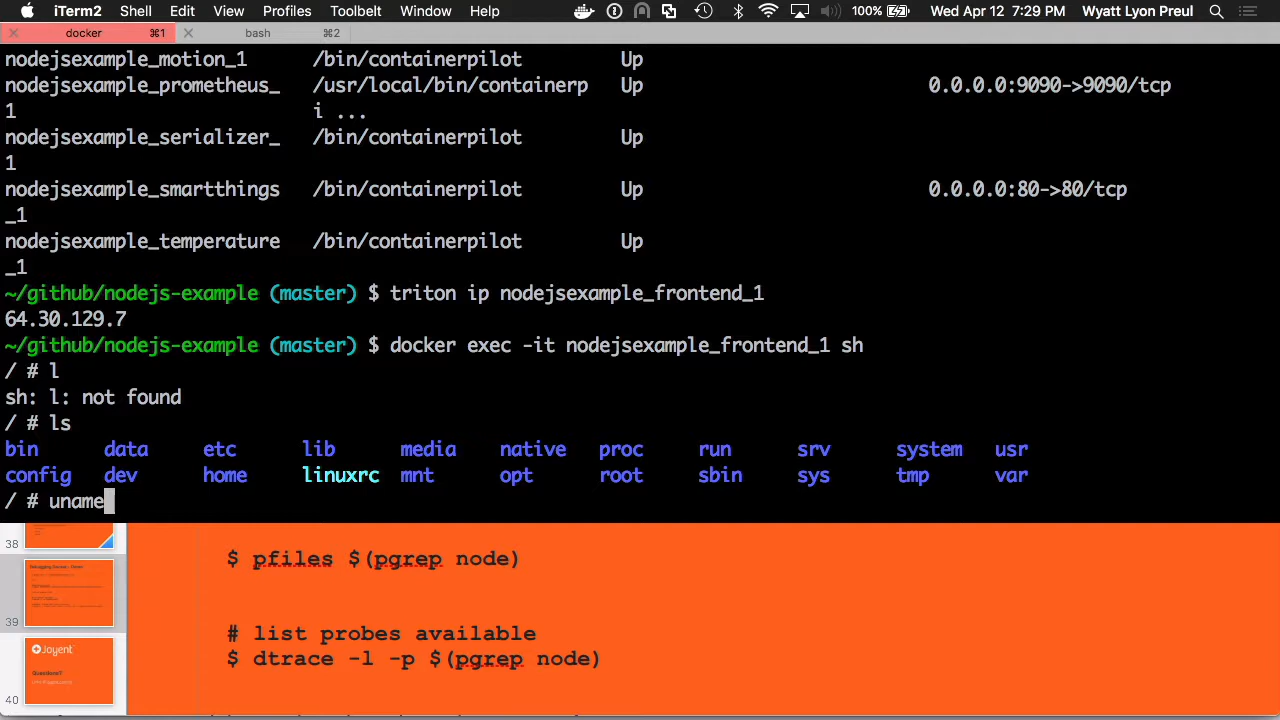 iTerm2 Shell Edit View Profiles Toolbelt Window Help 100% Wed Apr 12 7:29 PM Wyatt Lyon Preul
docker ⌘1 bash ⌘2
nodejsexample_motion_1 /bin/containerpilot Up
nodejsexample_prometheus_ /usr/local/bin/containerp Up 0.0.0.0:9090->9090/tcp
1 i ...
nodejsexample_serializer_ /bin/containerpilot Up
1
nodejsexample_smartthings /bin/containerpilot Up 0.0.0.0:80->80/tcp
_1
nodejsexample_temperature /bin/containerpilot Up
_1
~/github/nodejs-example (master) $ triton ip nodejsexample_frontend_1
64.30.129.7
~/github/nodejs-example (master) $ docker exec -it nodejsexample_frontend_1 sh
/ # l
sh: l: not found
/ # ls
bin data etc lib media native proc run srv system usr
config dev home linuxrc mnt opt root sbin sys tmp var
/ # uname
38
$ pfiles $(pgrep node)
39
# list probes available
$ dtrace -l -p $(pgrep node)
Joyent
Questions?
40